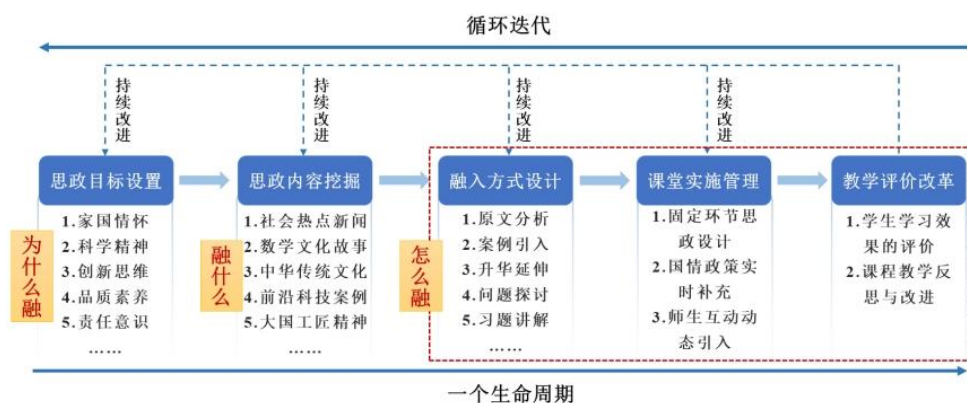 循环迭代
持续改进
持续改进
持续改进
持续改进
思政目标设置
思政内容挖掘
融入方式设计
课堂实施管理
教学评价改革
为什么融
1.家国情怀
2.科学精神
3.创新思维
4.品质素养
5.责任意识
……
融什么
1.社会热点新闻
2.数学文化故事
3.中华传统文化
4.前沿科技案例
5.大国工匠精神
……
怎么融
1.原文分析
2.案例引入
3.升华延伸
4.问题探讨
5.习题讲解
……
1.固定环节思
政设计
2.国情政策实
时补充
3.师生互动动
态引入
1.学生学习效
果的评价
2.课程教学反
思与改进
一个生命周期